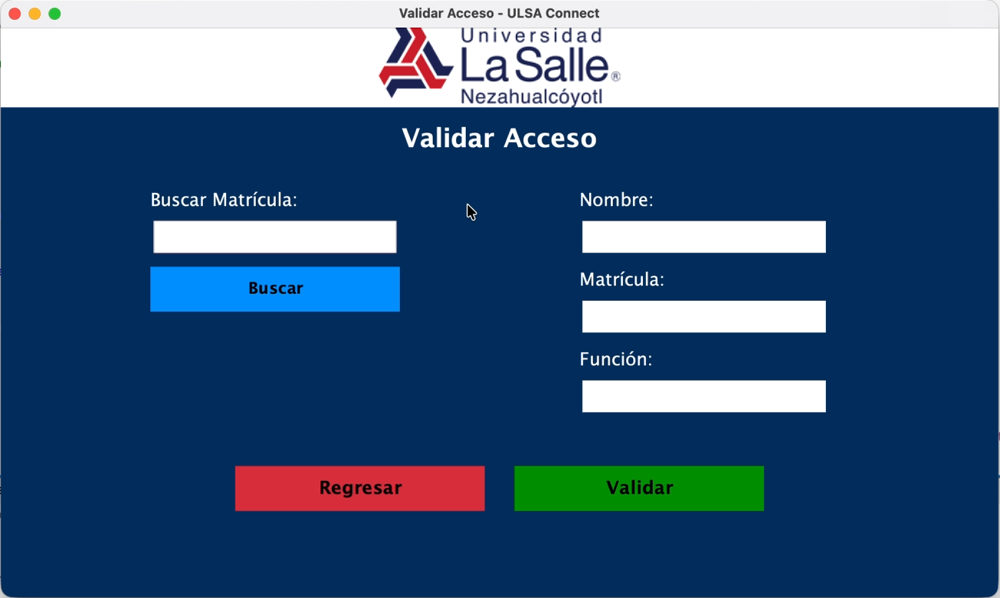 Validar Acceso - ULSA Connect
Universidad
La Salle ®
Nezahualcóyotl
Validar Acceso
Buscar Matrícula:
Buscar
Nombre:
Matrícula:
Función:
Regresar
Validar